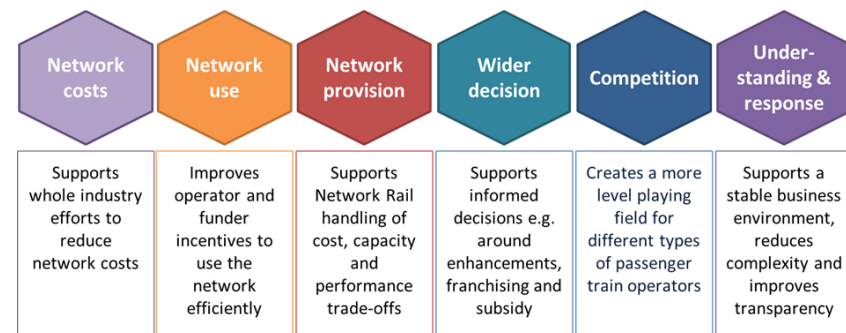 Network
costs
Network
use
Network
provision
Wider
decision
Competition
Under-
standing &
response
Supports
whole industry
efforts to
reduce
network costs
Improves
operator and
funder
incentives to
use the
network
efficiently
Supports
Network Rail
handling of
cost, capacity
and
performance
trade-offs
Supports
informed
decisions e.g.
around
enhancements,
franchising and
subsidy
Creates a more
level playing
field for
different types
of passenger
train operators
Supports a
stable business
environment,
reduces
complexity and
improves
transparency